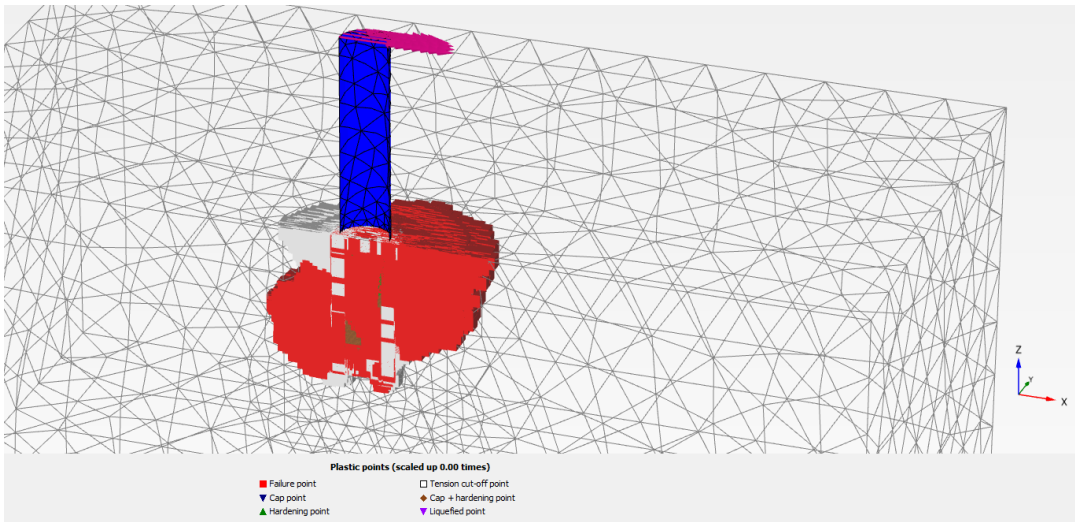 Z
Y
X
Plastic points (scaled up 0.00 times)
Failure point
Tension cut-off point
Cap point
Cap + hardening point
Hardening point
Liquefied point